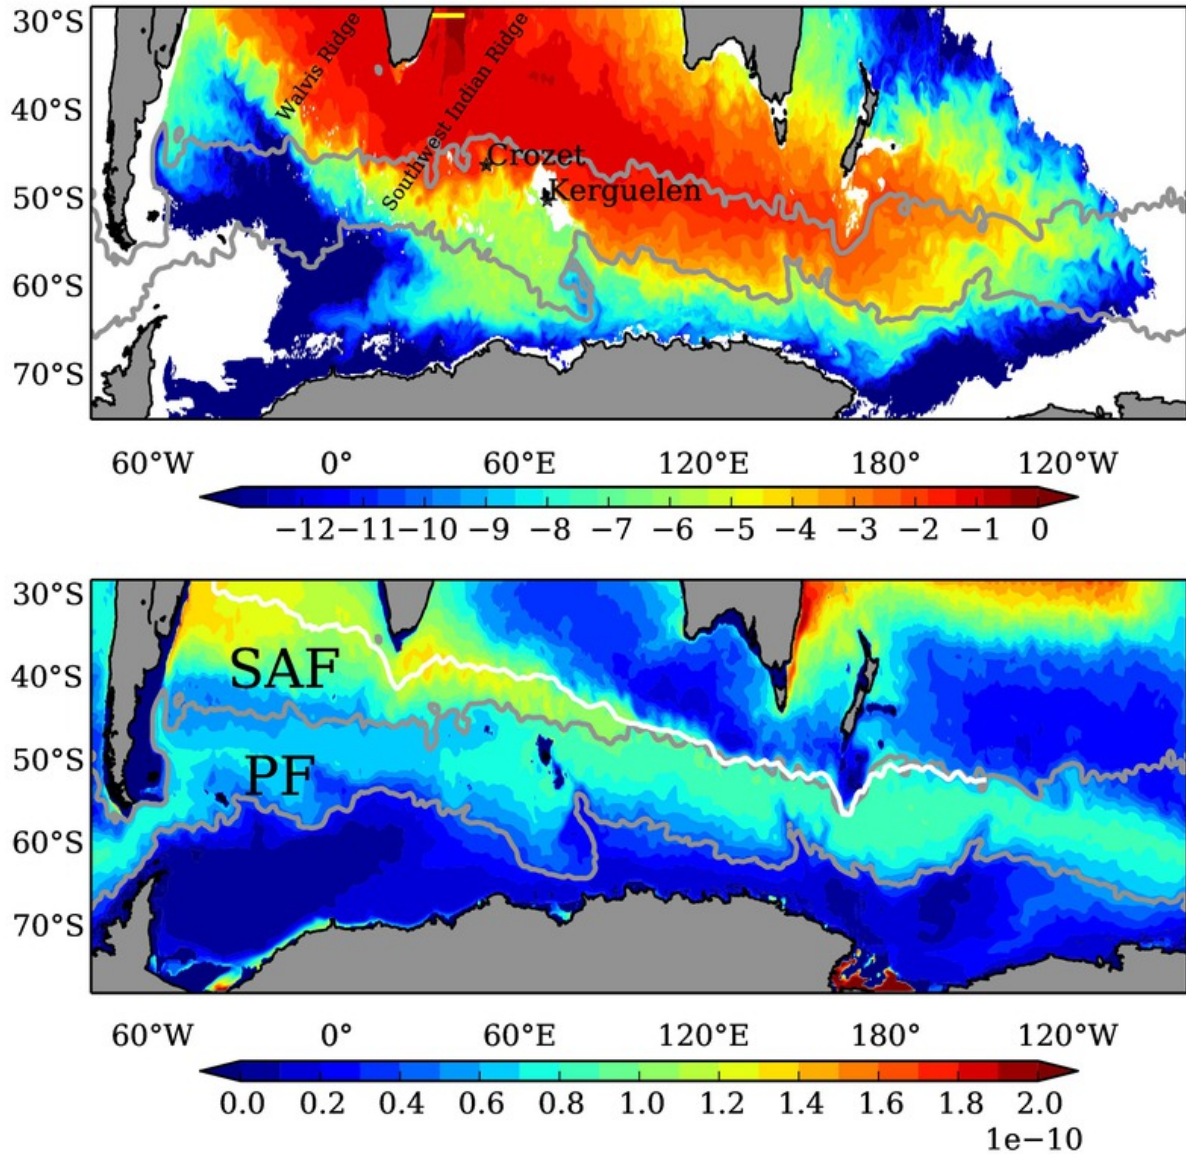 30°S
40°S
50°S
60°S
70°S
Walvis Ridge
Southwest Indian Ridge
Crozet
Kerguelen
60°W 0° 60°E 120°E 180° 120°W
−12 −11 −10 −9 −8 −7 −6 −5 −4 −3 −2 −1 0
30°S
40°S
50°S
60°S
70°S
SAF
PF
60°W 0° 60°E 120°E 180° 120°W
0.0 0.2 0.4 0.6 0.8 1.0 1.2 1.4 1.6 1.8 2.0
1e−10